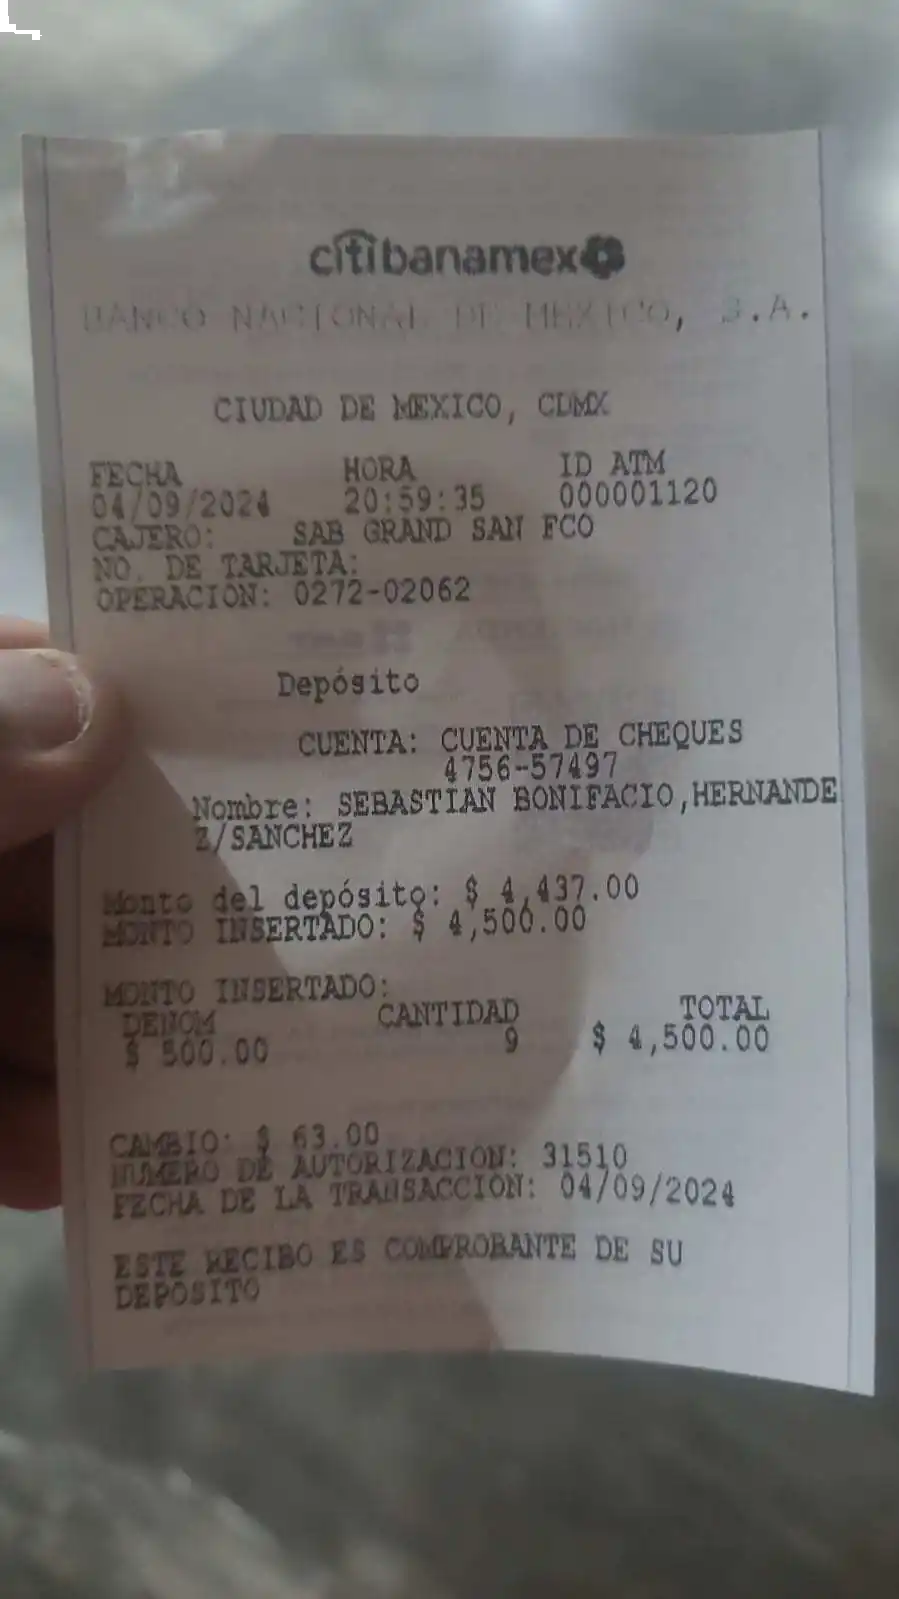 citibanamex
BANCO NACIONAL DE MEXICO, S.A.
CIUDAD DE MEXICO, CDMX
FECHA HORA ID ATM
04/09/2024 20:59:35 000001120
CAJERO: SAB GRAND SAN FCO
NO. DE TARJETA:
OPERACION: 0272-02062
Depósito
CUENTA: CUENTA DE CHEQUES
4756-57497
Nombre: SEBASTIAN BONIFACIO,HERNANDE
Z/SANCHEZ
Monto del depósito: $ 4,437.00
MONTO INSERTADO: $ 4,500.00
MONTO INSERTADO:
DENOM CANTIDAD TOTAL
$ 500.00 9 $ 4,500.00
CAMBIO: $ 63.00
NUMERO DE AUTORIZACION: 31510
FECHA DE LA TRANSACCION: 04/09/2024
ESTE RECIBO ES COMPROBANTE DE SU
DEPOSITO